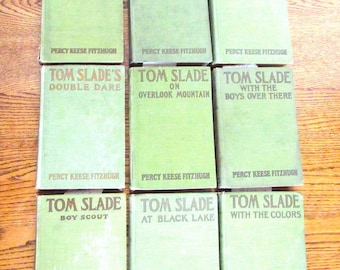 PERCY KEESE FITZHUGH
PERCY KEESE FITZHUGH
PERCY KEESE FITZHUGH
TOM SLADE'S
DOUBLE DARE
PERCY KEESE FITZHUGH
TOM SLADE
ON
OVERLOOK MOUNTAIN
PERCY KEESE FITZHUGH
TOM SLADE
WITH THE
BOYS OVER THERE
PERCY KEESE FITZHUGH
TOM SLADE
BOY SCOUT
TOM SLADE
AT BLACK LAKE
TOM SLADE
WITH THE COLORS